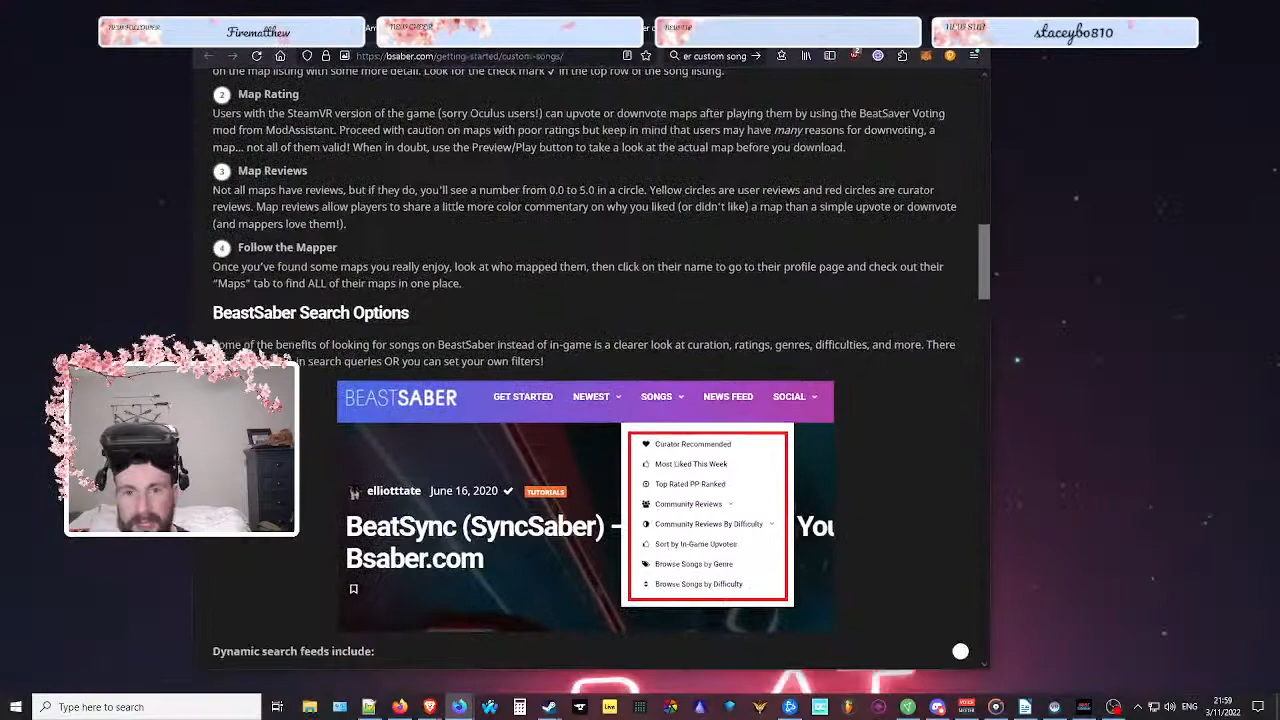 NEW FOLLOWER
Firematthew
NEW CHEER
NEW TIP
NEW SUB
staceybo810
https://bsaber.com/getting-started/custom-songs/
er custom song
on the map listing with some more detail. Look for the check mark ✓ in the top row of the song listing.
2 Map Rating
Users with the SteamVR version of the game (sorry Oculus users!) can upvote or downvote maps after playing them by using the BeatSaver Voting
mod from ModAssistant. Proceed with caution on maps with poor ratings but keep in mind that users may have many reasons for downvoting, a
map... not all of them valid! When in doubt, use the Preview/Play button to take a look at the actual map before you download.
3 Map Reviews
Not all maps have reviews, but if they do, you'll see a number from 0.0 to 5.0 in a circle. Yellow circles are user reviews and red circles are curator
reviews. Map reviews allow players to share a little more color commentary on why you liked (or didn't like) a map than a simple upvote or downvote
(and mappers love them!).
4 Follow the Mapper
Once you've found some maps you really enjoy, look at who mapped them, then click on their name to go to their profile page and check out their
"Maps" tab to find ALL of their maps in one place.
BeastSaber Search Options
ome of the benefits of looking for songs on BeastSaber instead of in-game is a clearer look at curation, ratings, genres, difficulties, and more. There
in search queries OR you can set your own filters!
BEASTSABER
GET STARTED
NEWEST
SONGS
NEWS FEED
SOCIAL
Curator Recommended
Most Liked This Week
Top Rated PP Ranked
Community Reviews
Community Reviews By Difficulty
Sort by In-Game Upvotes
Browse Songs by Genre
Browse Songs by Difficulty
elliotttate June 16, 2020 TUTORIALS
BeatSync (SyncSaber) – You
Bsaber.com
Dynamic search feeds include:
Type here to search
Live
21:59
3/11/2022